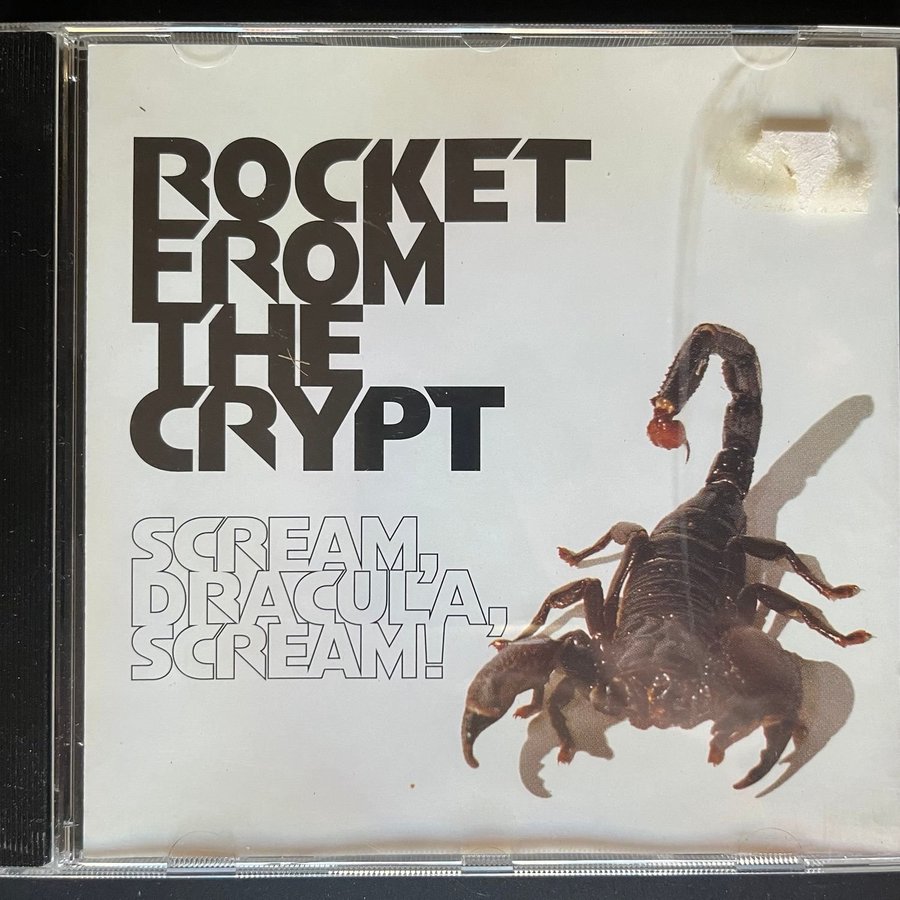 ROCKET
FROM
THE
CRYPT
SCREAM,
DRACULA,
SCREAM!